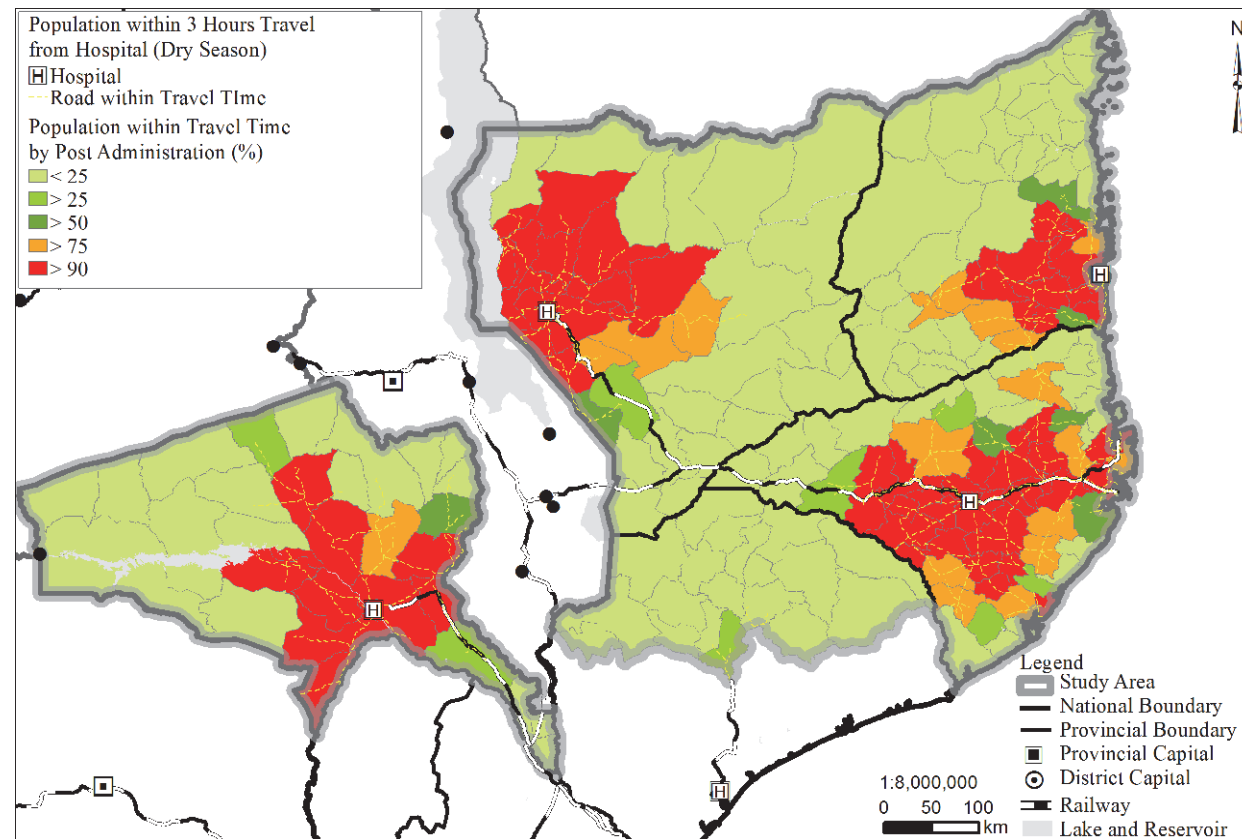 Population within 3 Hours Travel
from Hospital (Dry Season)
H Hospital
Road within Travel TImc
Population within Travel Timc
by Post Administration (%)
< 25
> 25
> 50
> 75
> 90
N
H
H
H
H
H
Legend
Study Area
National Boundary
Provincial Boundary
Provincial Capital
District Capital
Railway
Lake and Reservoir
1:8,000,000
0 50 100
km